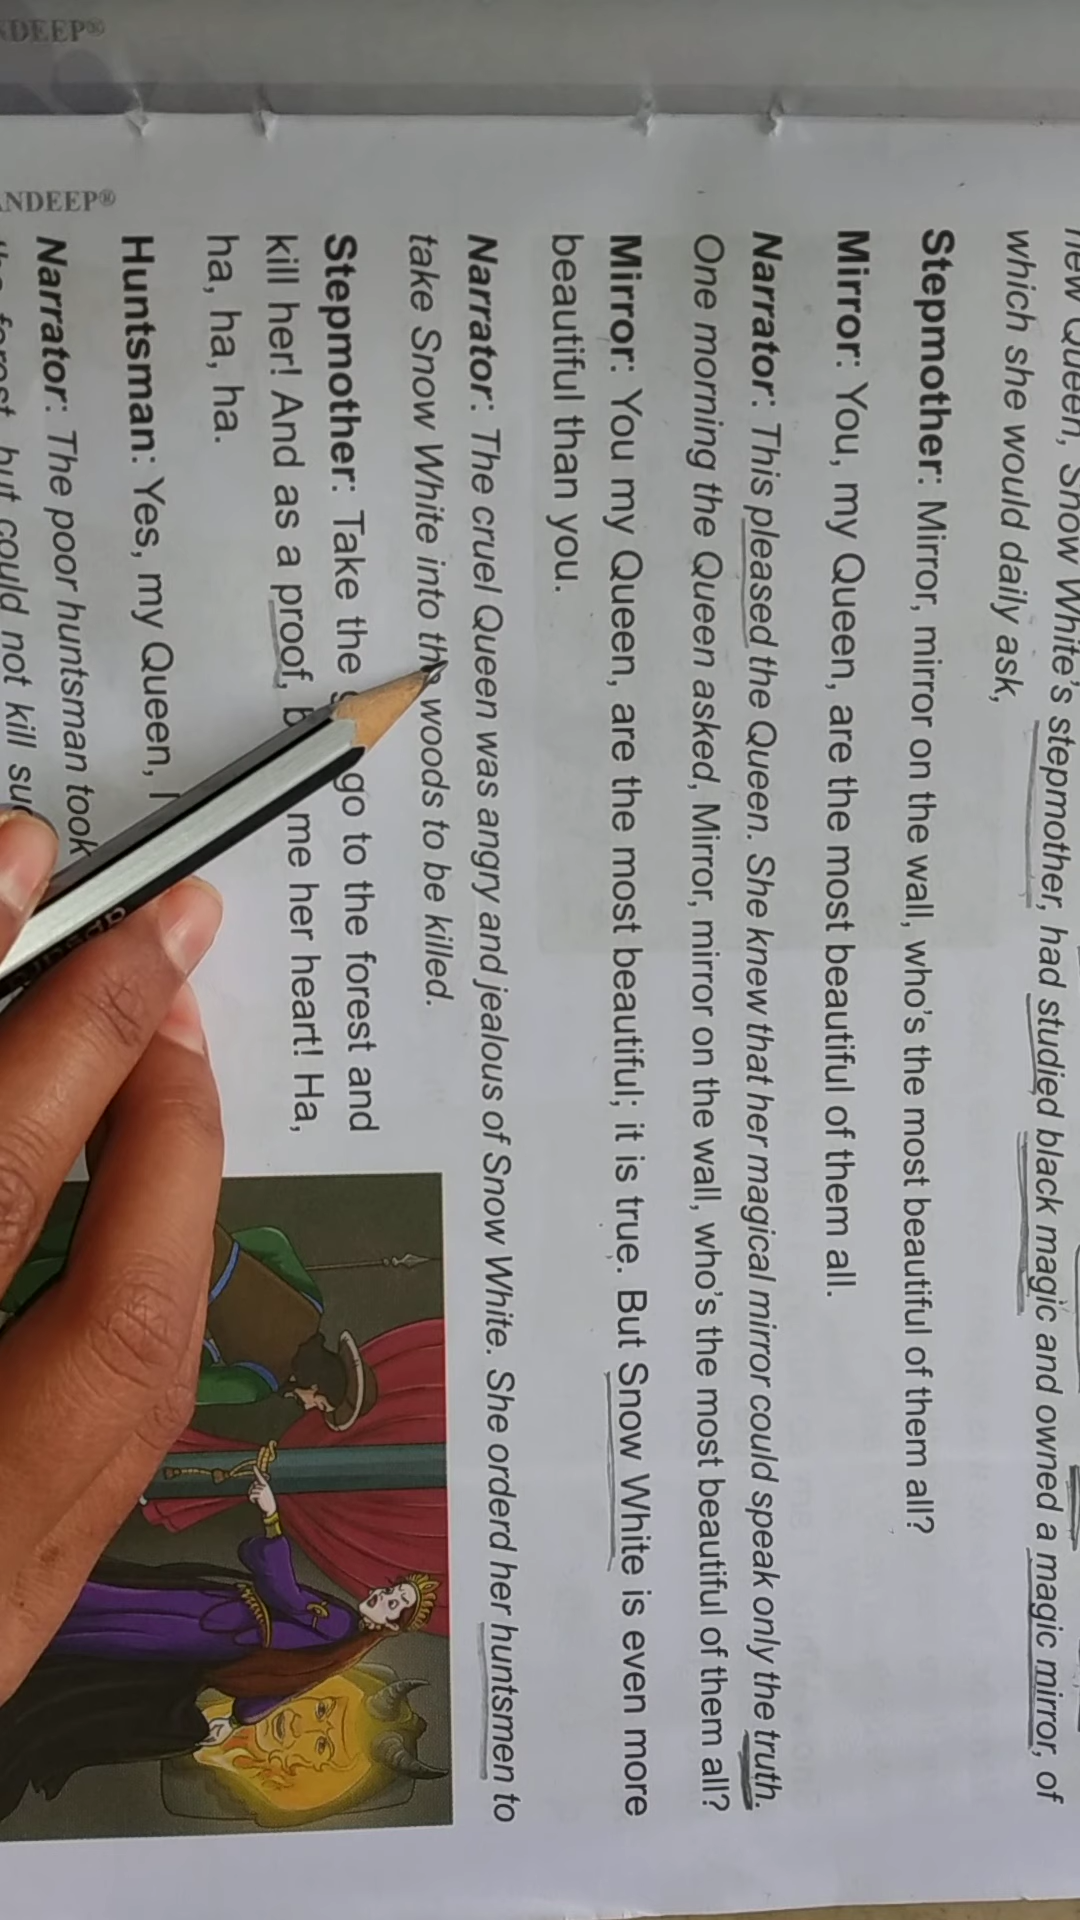 NDEEP®
ANDEEP®
new Queen, Snow White's stepmother, had studied black magic and owned a magic mirror, of
which she would daily ask,
Stepmother: Mirror, mirror on the wall, who's the most beautiful of them all?
Mirror: You, my Queen, are the most beautiful of them all.
Narrator: This pleased the Queen. She knew that her magical mirror could speak only the truth.
One morning the Queen asked, Mirror, mirror on the wall, who's the most beautiful of them all?
Mirror: You my Queen, are the most beautiful; it is true. But Snow White is even more
beautiful than you.
Narrator: The cruel Queen was angry and jealous of Snow White. She orderd her huntsmen to
take Snow White into the woods to be killed.
Stepmother: Take the go to the forest and
kill her! And as a proof, me her heart! Ha,
ha, ha, ha.
Huntsman: Yes, my Queen, I
Narrator: The poor huntsman took
forest but could not kill